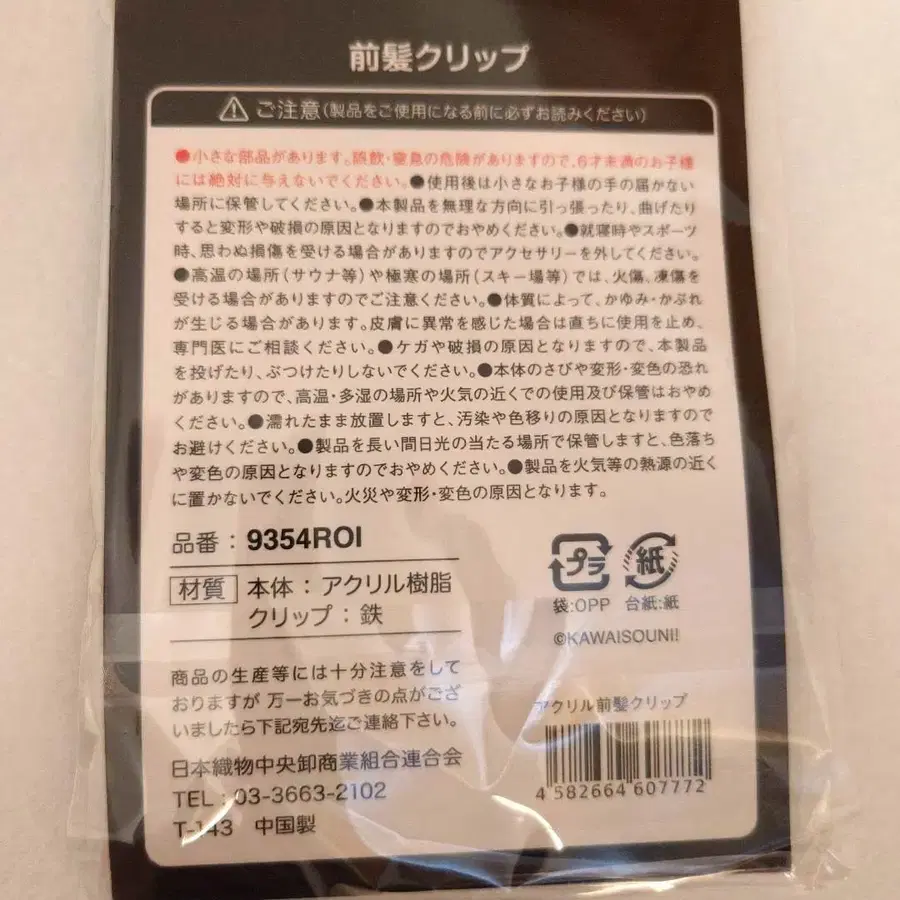 前髪クリップ
ご注意(製品をご使用になる前に必ずお読みください)
●小さな部品があります。誤飲・窒息の危険がありますので、6才未満のお子様
には絶対に与えないでください。●使用後は小さなお子様の手の届かない
場所に保管してください。●本製品を無理な方向に引っ張ったり、曲げたり
すると変形や破損の原因となりますのでおやめください。●就寝時やスポーツ
時、思わぬ損傷を受ける場合がありますのでアクセサリーを外してください。
●高温の場所(サウナ等)や極寒の場所(スキー場等)では、火傷、凍傷を
受ける場合がありますのでご注意ください。●体質によって、かゆみ・かぶれ
が生じる場合があります。皮膚に異常を感じた場合は直ちに使用を止め、
専門医にご相談ください。●ケガや破損の原因となりますので、本製品
を投げたり、ぶつけたりしないでください。●本体のさびや変形・変色の恐れ
がありますので、高温・多湿の場所や火気の近くでの使用及び保管はおやめ
ください。●濡れたまま放置しますと、汚染や色移りの原因となりますので
お避けください。●製品を長い間日光の当たる場所で保管しますと、色落ち
や変色の原因となりますのでおやめください。●製品を火気等の熱源の近く
に置かないでください。火災や変形・変色の原因となります。
品番：9354ROI
材質 本体：アクリル樹脂
クリップ：鉄
プラ 紙
袋:OPP 台紙:紙
©KAWAISOUNI!
商品の生産等には十分注意をして
おりますが 万一お気づきの点がござ
いましたら下記宛先迄ご連絡下さい。
日本織物中央卸商業組合連合会
TEL：03-3663-2102
T-143 中国製
アクリル前髪クリップ
4 582664 607772